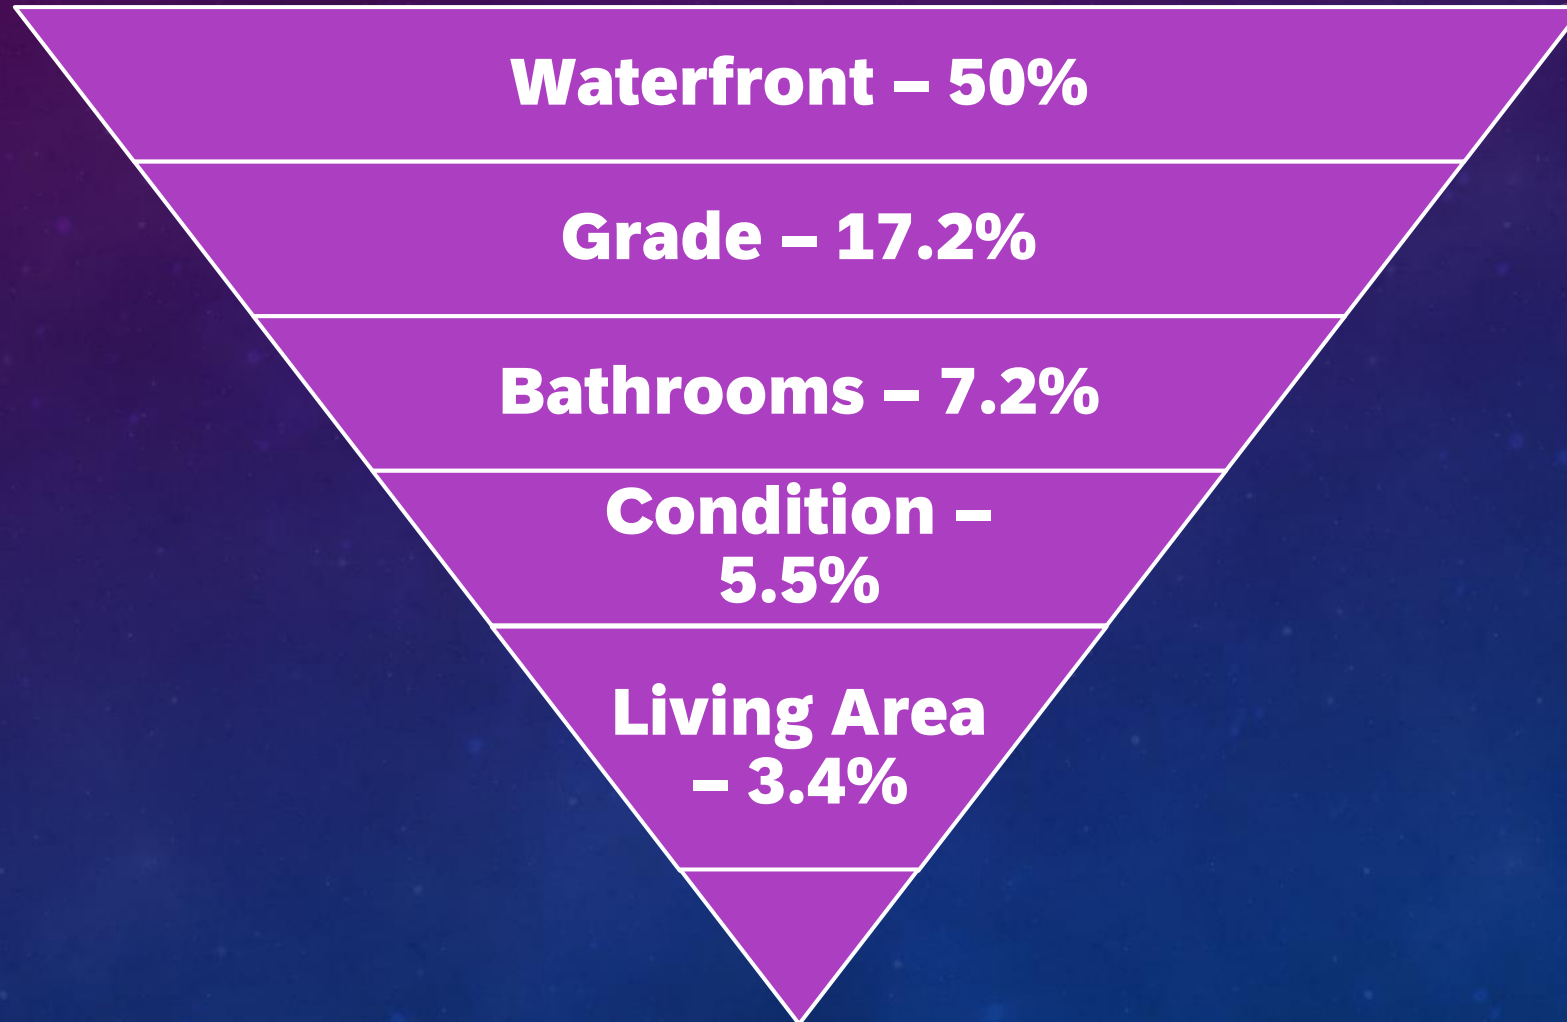 Waterfront – 50%
Grade – 17.2%
Bathrooms – 7.2%
Condition –
5.5%
Living Area
– 3.4%